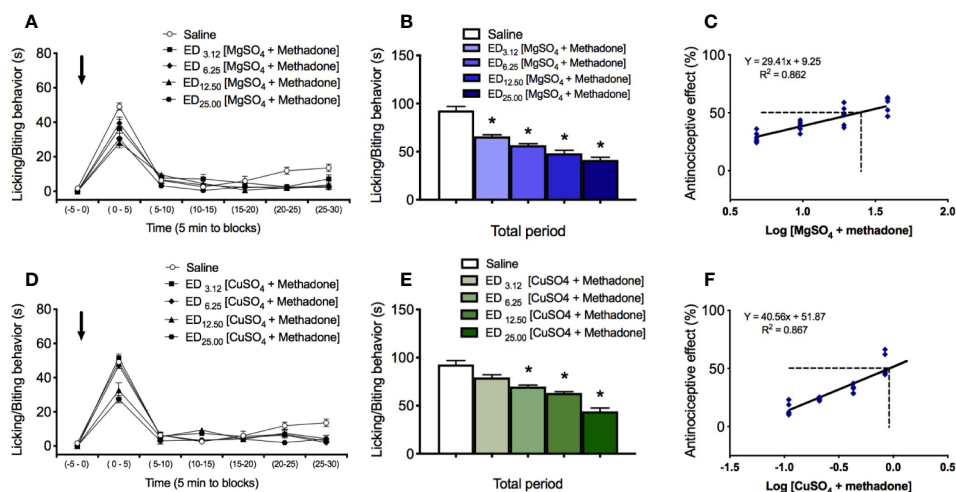 A
Licking/Biting behavior (s)
80
60
40
20
0
Saline
ED 3.12 [MgSO4 + Methadone]
ED 6.25 [MgSO4 + Methadone]
ED12.50 [MgSO4 + Methadone]
ED25.00 [MgSO4 + Methadone]
(-5 - 0)
( 0 - 5)
( 5-10)
(10-15)
(15-20)
(20-25)
(25-30)
Time (5 min to blocks)
B
Licking/Biting behavior (s)
150
100
50
0
Saline
ED3.12 [MgSO4 + Methadone]
ED6.25 [MgSO4 + Methadone]
ED12.50 [MgSO4 + Methadone]
ED25.00 [MgSO4 + Methadone]
* * * *
Total period
C
Antinociceptive effect (%)
100
50
0
Y = 29.41x + 9.25
R2 = 0.862
0.5
1.0
1.5
2.0
Log [MgSO4 + methadone]
D
Licking/Biting behavior (s)
80
60
40
20
0
Saline
ED 3.12 [CuSO4 + Methadone]
ED 6.25 [CuSO4 + Methadone]
ED12.50 [CuSO4 + Methadone]
ED25.00 [CuSO4 + Methadone]
(-5 - 0)
( 0 - 5)
( 5-10)
(10-15)
(15-20)
(20-25)
(25-30)
Time (5 min to blocks)
E
Licking/Biting behavior (s)
150
100
50
0
Saline
ED 3.12 [CuSO4 + Methadone]
ED 6.25 [CuSO4 + Methadone]
ED 12.50 [CuSO4 + Methadone]
ED 25.00 [CuSO4 + Methadone]
* * *
Total period
F
Antinociceptive effect (%)
100
50
0
Y = 40.56x + 51.87
R2 = 0.867
-1.5
-1.0
-0.5
0.0
0.5
Log [CuSO4 + methadone]